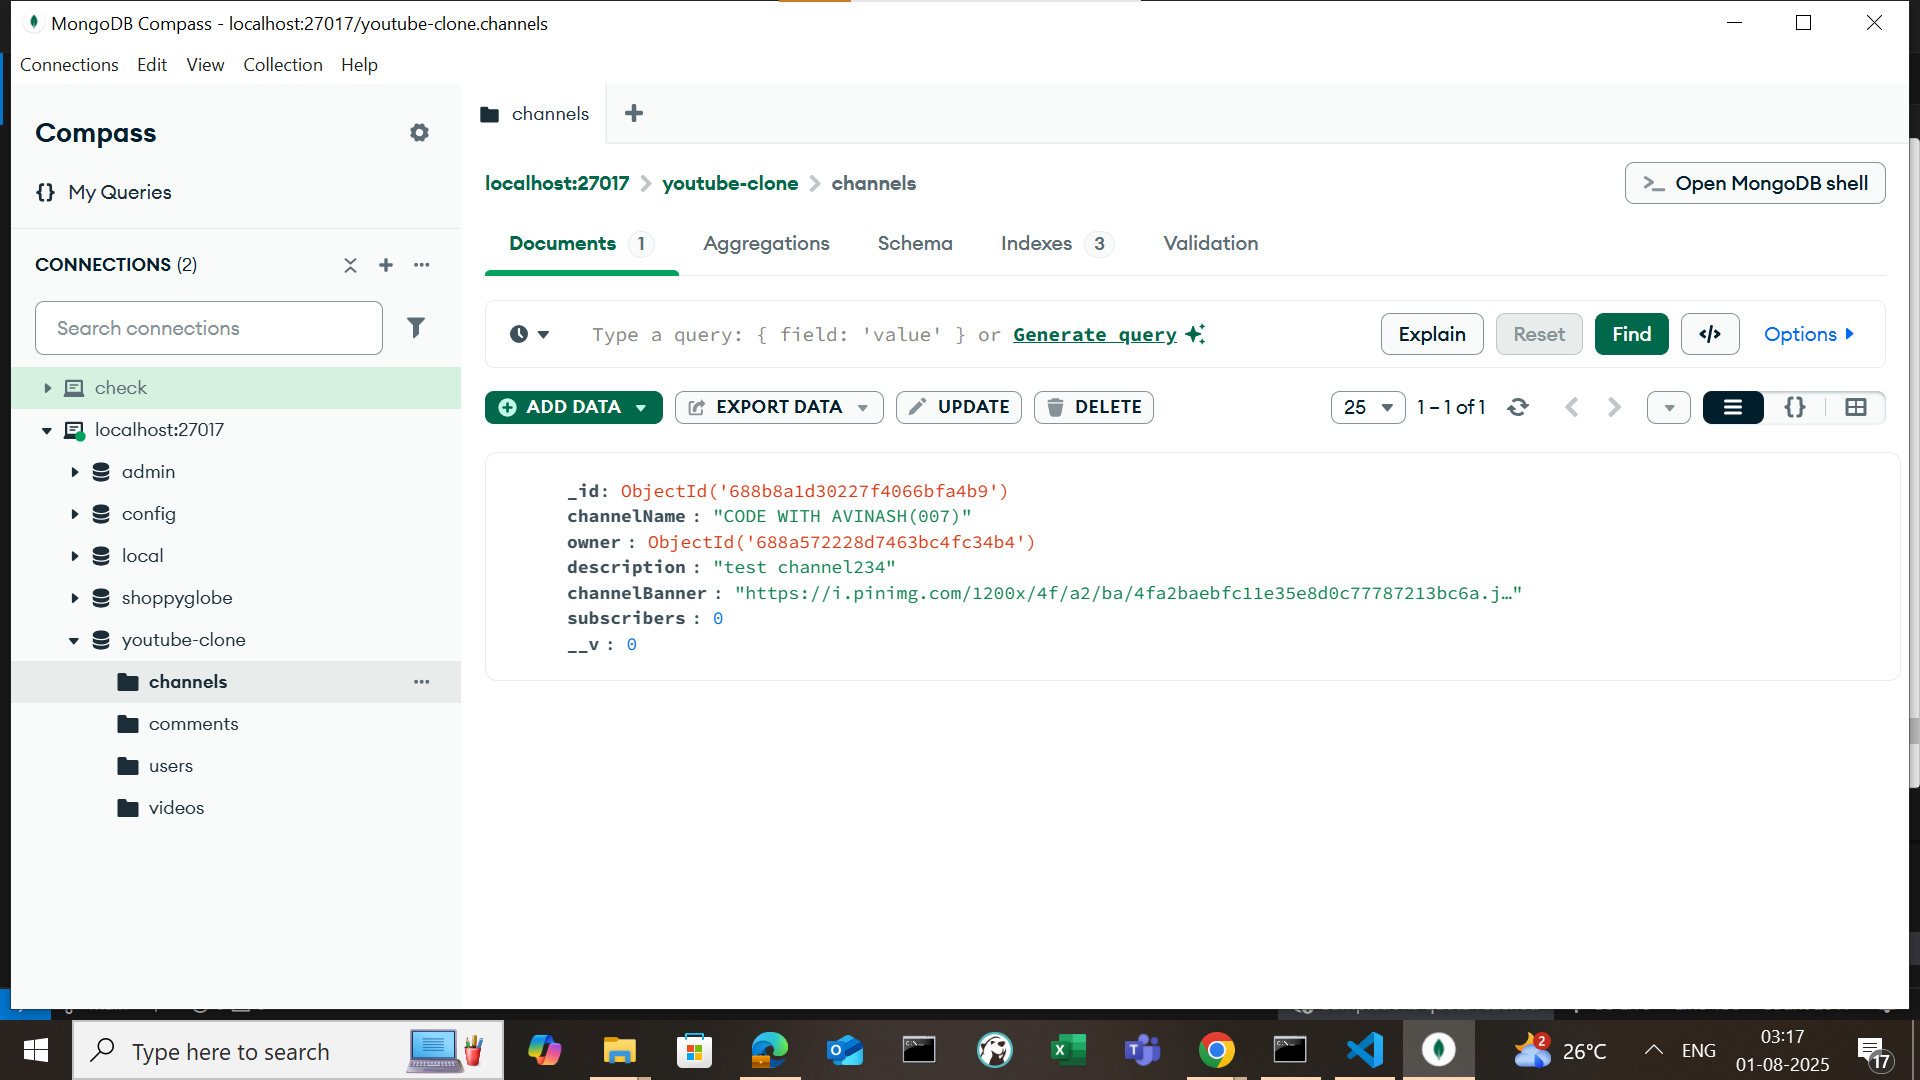 MongoDB Compass - localhost:27017/youtube-clone.channels
Connections Edit View Collection Help
Compass
{} My Queries
CONNECTIONS (2)
Search connections
check
localhost:27017
admin
config
local
shoppyglobe
youtube-clone
channels
comments
users
videos
channels
localhost:27017 > youtube-clone > channels
>_ Open MongoDB shell
Documents 1 Aggregations Schema Indexes 3 Validation
Type a query: { field: 'value' } or Generate query
Explain Reset Find </> Options
ADD DATA EXPORT DATA UPDATE DELETE
25 1 – 1 of 1 {}
_id: ObjectId('688b8a1d30227f4066bfa4b9')
channelName : "CODE WITH AVINASH(007)"
owner : ObjectId('688a572228d7463bc4fc34b4')
description : "test channel234"
channelBanner : "https://i.pinimg.com/1200x/4f/a2/ba/4fa2baebfc11e35e8d0c77787213bc6a.j…"
subscribers : 0
__v : 0
Type here to search
2 26°C ENG
03:17
01-08-2025
17